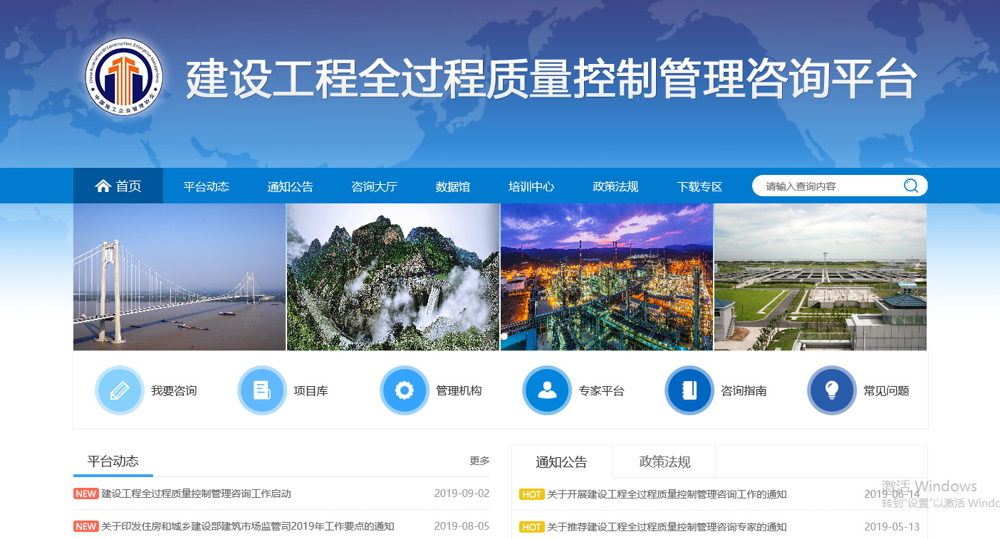 China Association Of Construction Enterprise Management
★ 中国施工企业管理协会 ★
建设工程全过程质量控制管理咨询平台
首页 平台动态 通知公告 咨询大厅 数据馆 培训中心 政策法规 下载专区 请输入查询内容
我要咨询 项目库 管理机构 专家平台 咨询指南 常见问题
平台动态 更多
NEW 建设工程全过程质量控制管理咨询工作启动 2019-09-02
NEW 关于印发住房和城乡建设部建筑市场监管司2019年工作要点的通知 2019-08-05
通知公告 政策法规
HOT 关于开展建设工程全过程质量控制管理咨询工作的通知 2019-06-14
HOT 关于推荐建设工程全过程质量控制管理咨询专家的通知 2019-05-13
激活 Windows
转到“设置”以激活 Windo